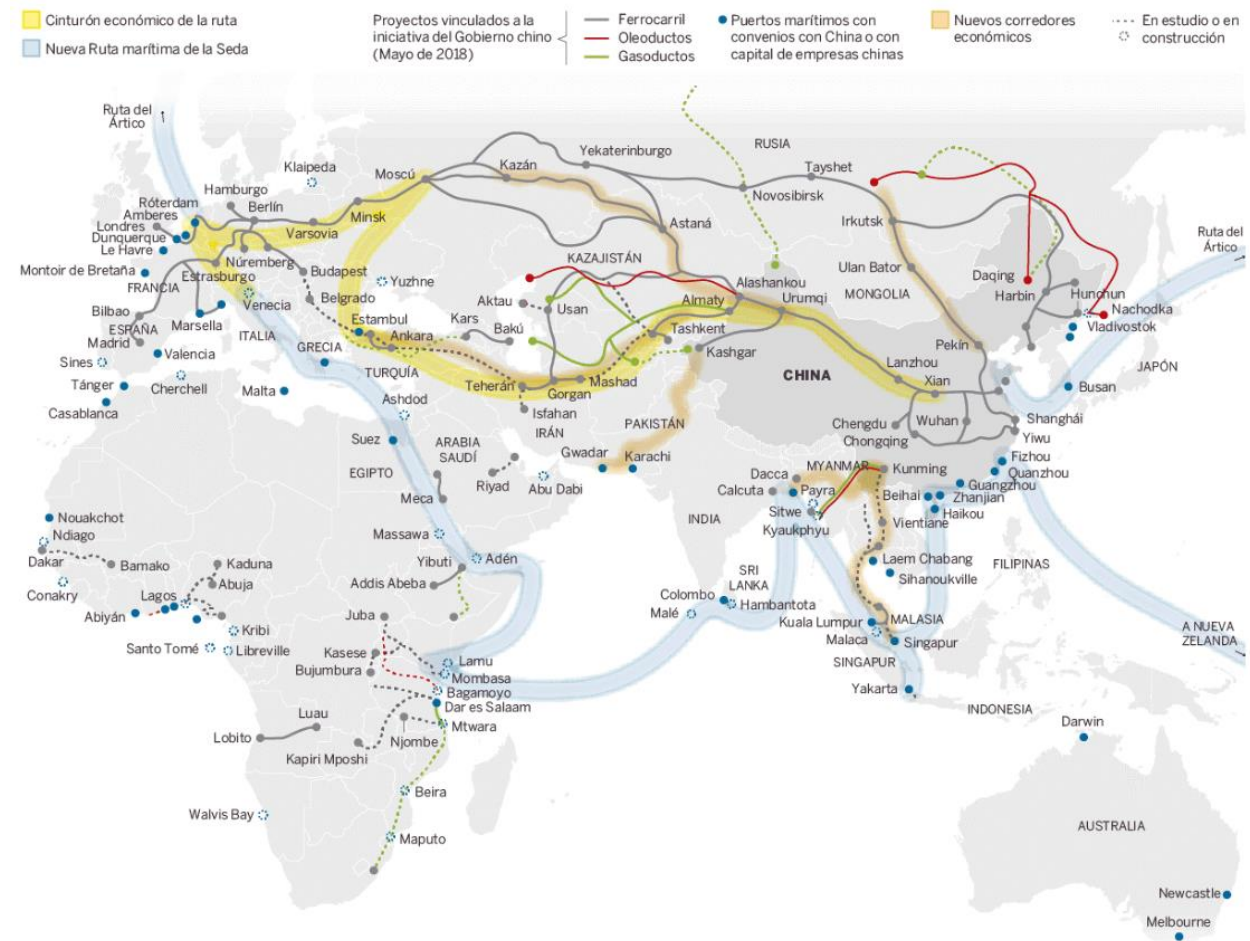 Cinturón económico de la ruta
Nueva Ruta marítima de la Seda
Proyectos vinculados a la
iniciativa del Gobierno chino
(Mayo de 2018)
Ferrocarril
Oleoductos
Gasoductos
Puertos marítimos con
convenios con China o con
capital de empresas chinas
Nuevos corredores
económicos
En estudio o en
construcción
Ruta del
Ártico
Klaipeda
Moscú
Kazán
Yekaterinburgo
RUSIA
Tayshet
Novosibirsk
Hamburgo
Berlín
Róterdam
Amberes
Londres
Dunquerque
Le Havre
Minsk
Varsovia
Astaná
Irkutsk
Ruta del
Ártico
Montoir de Bretaña
Estrasburgo
Núremberg
Budapest
FRANCIA
KAZAJISTÁN
Alashankou
Ulan Bator
Daqing
Harbin
Yuzhne
Bilbao
ESPAÑA
Madrid
Marsella
Venecia
Belgrado
Aktau
Usan
Almaty
Urumqi
MONGOLIA
Hunchun
Nachodka
Vladivostok
ITALIA
GRECIA
Estambul
Ankara
Kars
Bakú
Tashkent
Kashgar
Pekín
Sines
Valencia
Cherchell
Malta
TURQUÍA
Teherán
Gorgan
Mashad
CHINA
Lanzhou
Xian
JAPÓN
Busan
Tánger
Casablanca
Ashdod
Isfahan
IRÁN
PAKISTÁN
Chengdu
Chongqing
Wuhan
Shanghái
Yiwu
Suez
EGIPTO
ARABIA
SAUDÍ
Riyad
Abu Dabi
Gwadar
Karachi
Dacca
Calcuta
MYANMAR
Payra
Kunming
Fizhou
Quanzhou
Guangzhou
Zhanjian
Beihai
Haikou
Meca
Nouakchot
Ndiago
Dakar
Bamako
Massawa
Adén
INDIA
Sitwe
Kyaukphyu
Vientiane
Conakry
Kaduna
Abuja
Yibuti
Addis Abeba
SRI
LANKA
Laem Chabang
Sihanoukville
FILIPINAS
Abiyán
Lagos
Juba
Colombo
Malé
Hambantota
Kuala Lumpur
MALASIA
Malaca
Singapur
A NUEVA
ZELANDA
Kribi
Santo Tomé
Libreville
Kasese
Bujumbura
Lamu
Mombasa
Bagamoyo
Dar es Salaam
Mtwara
SINGAPUR
Yakarta
INDONESIA
Luau
Lobito
Njombe
Kapiri Mposhi
Darwin
Walvis Bay
Beira
Maputo
AUSTRALIA
Newcastle
Melbourne